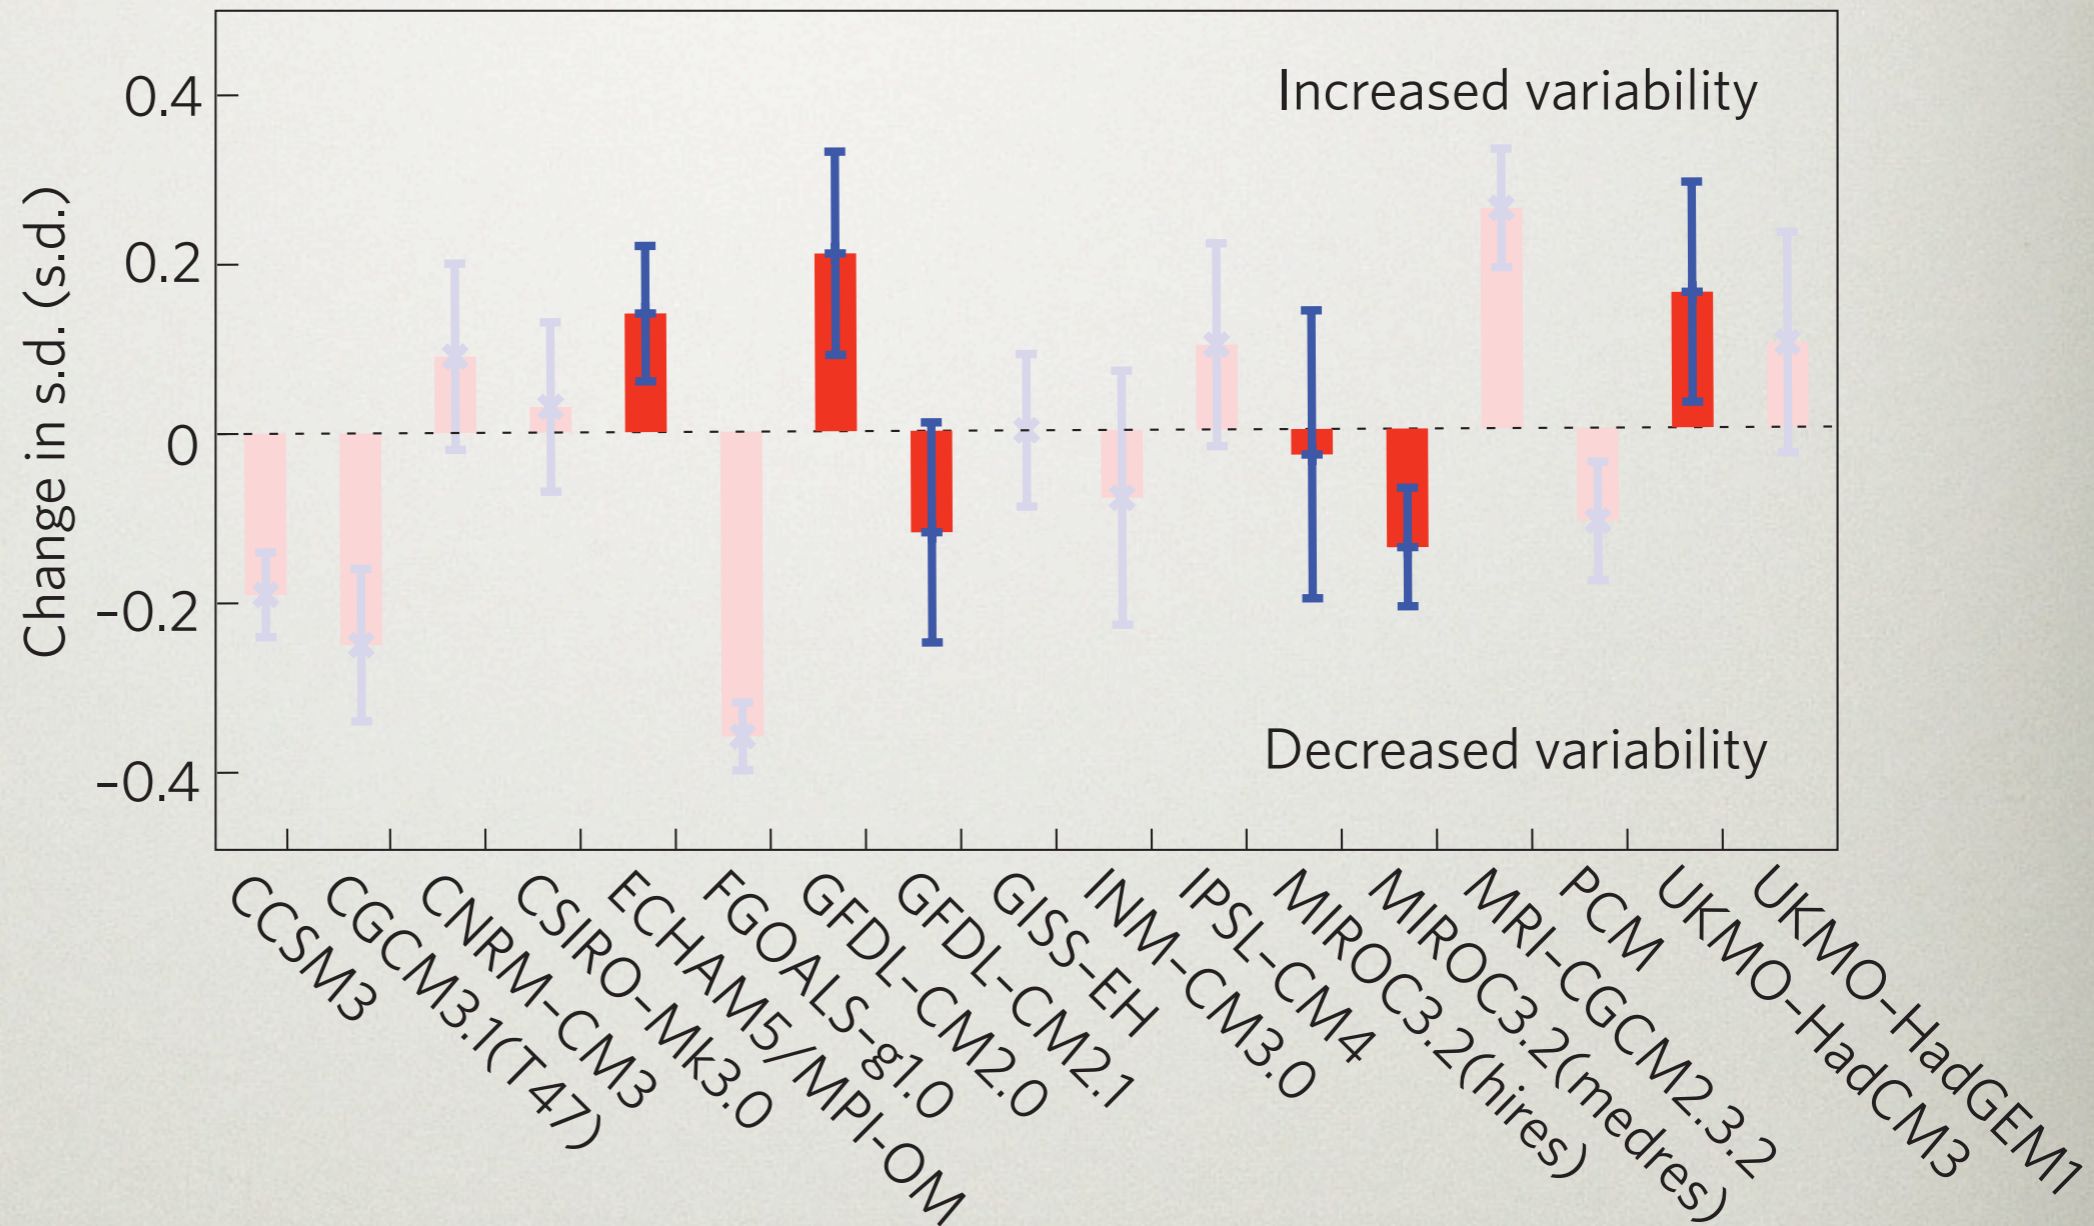 Increased variability
Decreased variability
Change in s.d. (s.d.)
0.4
0.2
0
-0.2
-0.4
CCSM3
CGCM3.1(T47)
CNRM-CM3
CSIRO-Mk3.0
ECHAM5/MPI-OM
FGOALS-g1.0
GFDL-CM2.0
GFDL-CM2.1
GISS-EH
INM-CM3.0
IPSL-CM4
MIROC3.2(hires)
MIROC3.2(medres)
MRI-CGCM2.3.2
PCM
UKMO-HadCM3
UKMO-HadGEM1